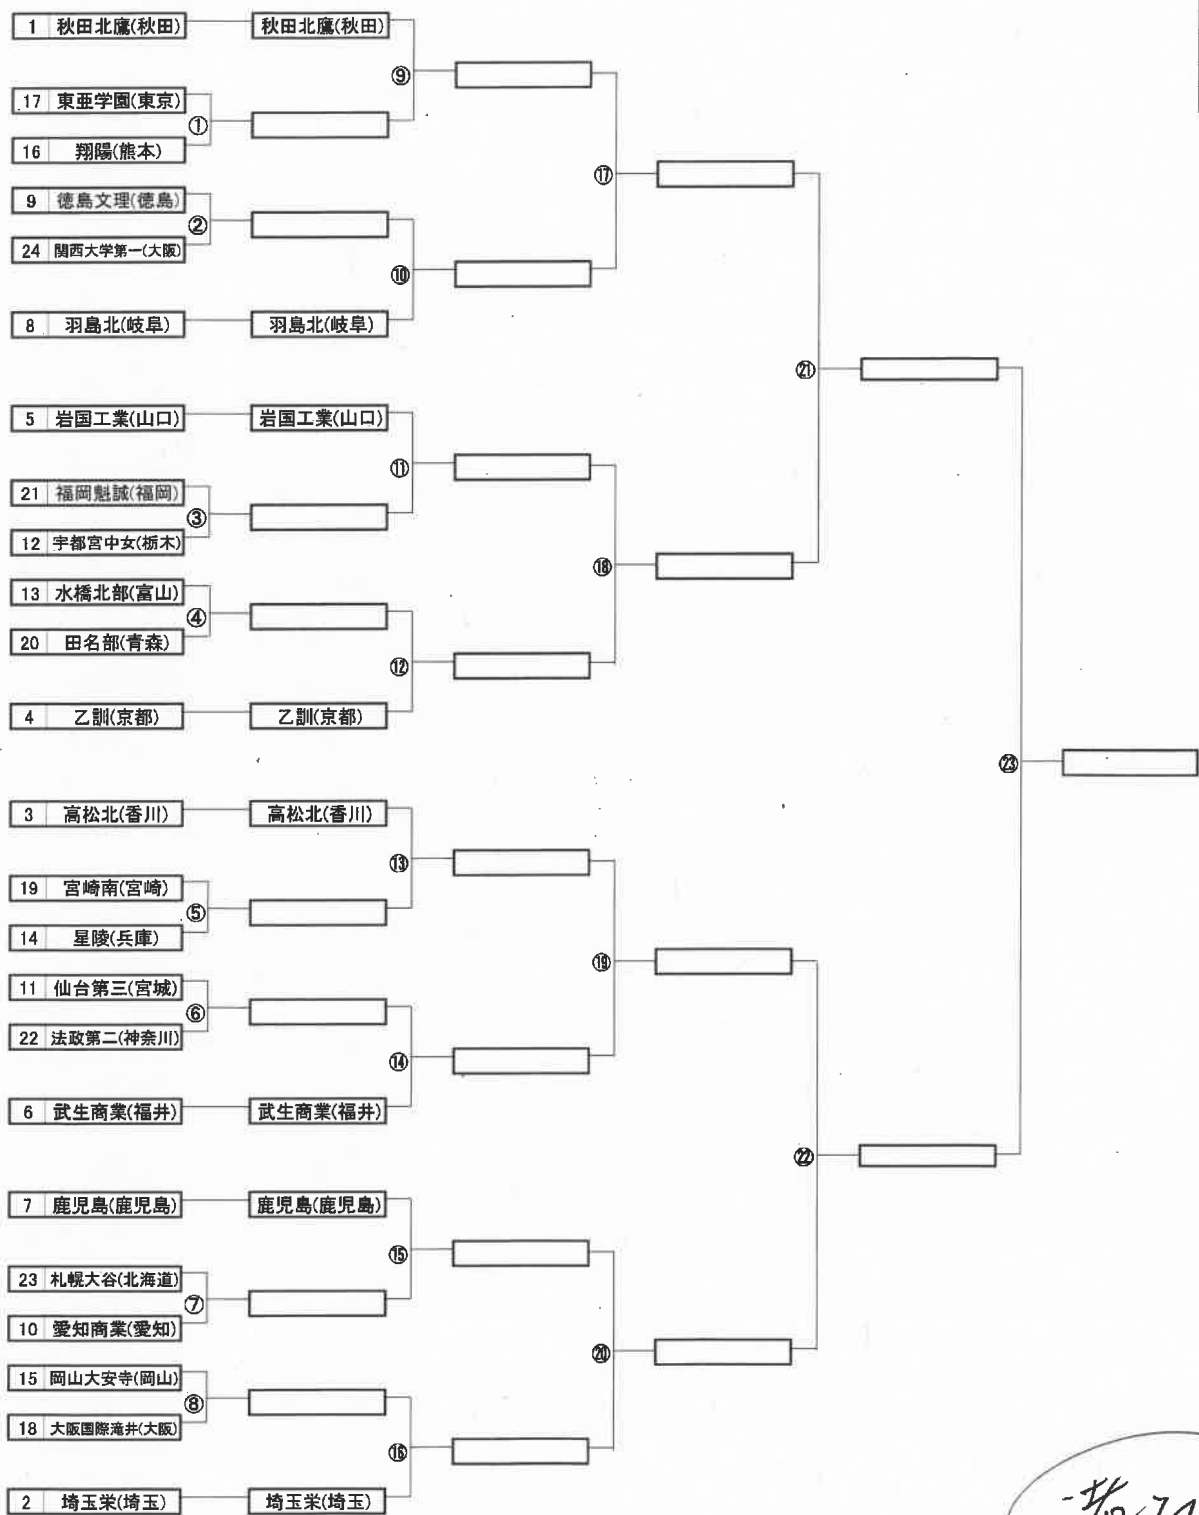 1 秋田北鷹(秋田) 秋田北鷹(秋田)
⑨
17 東亜学園(東京)
①
16 翔陽(熊本)
⑰
9 徳島文理(徳島)
②
24 関西大学第一(大阪)
⑩
8 羽島北(岐阜) 羽島北(岐阜)
㉑
5 岩国工業(山口) 岩国工業(山口)
⑪
21 福岡魁誠(福岡)
③
12 宇都宮中女(栃木)
⑱
13 水橋北部(富山)
④
20 田名部(青森)
⑫
4 乙訓(京都) 乙訓(京都)
㉓
3 高松北(香川) 高松北(香川)
⑬
19 宮崎南(宮崎)
⑤
14 星陵(兵庫)
⑲
11 仙台第三(宮城)
⑥
22 法政第二(神奈川)
⑭
6 武生商業(福井) 武生商業(福井)
㉒
7 鹿児島(鹿児島) 鹿児島(鹿児島)
⑮
23 札幌大谷(北海道)
⑦
10 愛知商業(愛知)
⑳
15 岡山大安寺(岡山)
⑧
18 大阪国際滝井(大阪)
⑯
2 埼玉栄(埼玉) 埼玉栄(埼玉)